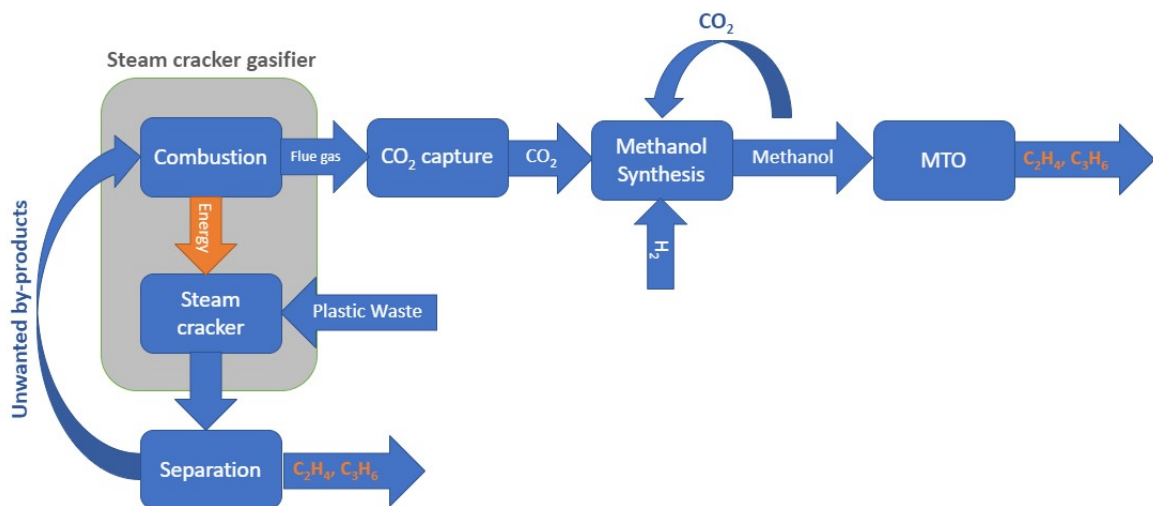 CO₂
Steam cracker gasifier
Combustion
Flue gas
CO₂ capture
CO₂
Methanol
Synthesis
Methanol
MTO
C₂H₄, C₃H₆
Energy
H₂
Steam
cracker
Plastic Waste
Unwanted by-products
Separation
C₂H₄, C₃H₆